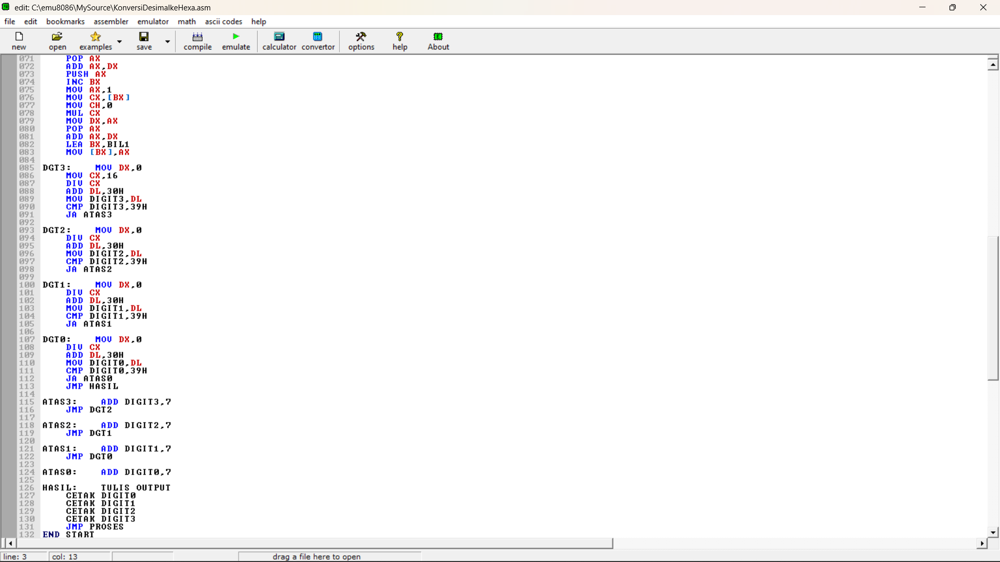 edit: C:\emu8086\MySource\KonversiDesimalkeHexa.asm
file edit bookmarks assembler emulator math ascii codes help
new open examples save compile emulate calculator convertor options help About
071 POP AX
072 ADD AX,DX
073 PUSH AX
074 INC BX
075 MOV AX,1
076 MOV CX,[BX]
077 MOV CH,0
078 MUL CX
079 MOV DX,AX
080 POP AX
081 ADD AX,DX
082 LEA BX,BIL1
083 MOV [BX],AX
084
085 DGT3: MOV DX,0
086 MOV CX,16
087 DIV CX
088 ADD DL,30H
089 MOV DIGIT3,DL
090 CMP DIGIT3,39H
091 JA ATAS3
092
093 DGT2: MOV DX,0
094 DIV CX
095 ADD DL,30H
096 MOV DIGIT2,DL
097 CMP DIGIT2,39H
098 JA ATAS2
099
100 DGT1: MOV DX,0
101 DIV CX
102 ADD DL,30H
103 MOV DIGIT1,DL
104 CMP DIGIT1,39H
105 JA ATAS1
106
107 DGT0: MOV DX,0
108 DIV CX
109 ADD DL,30H
110 MOV DIGIT0,DL
111 CMP DIGIT0,39H
112 JA ATAS0
113 JMP HASIL
114
115 ATAS3: ADD DIGIT3,7
116 JMP DGT2
117
118 ATAS2: ADD DIGIT2,7
119 JMP DGT1
120
121 ATAS1: ADD DIGIT1,7
122 JMP DGT0
123
124 ATAS0: ADD DIGIT0,7
125
126 HASIL: TULIS OUTPUT
127 CETAK DIGIT0
128 CETAK DIGIT1
129 CETAK DIGIT2
130 CETAK DIGIT3
131 JMP PROSES
132 END START
line: 3 col: 13 drag a file here to open